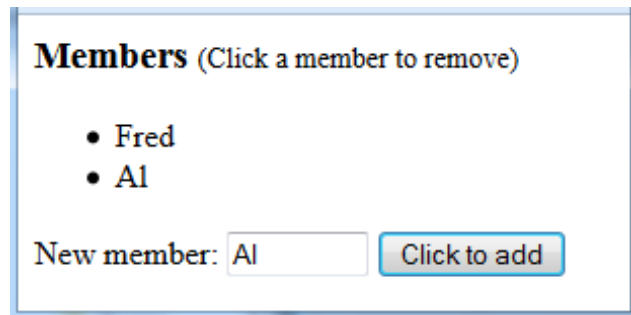 Members (Click a member to remove)
• Fred
• Al
New member: Al Click to add